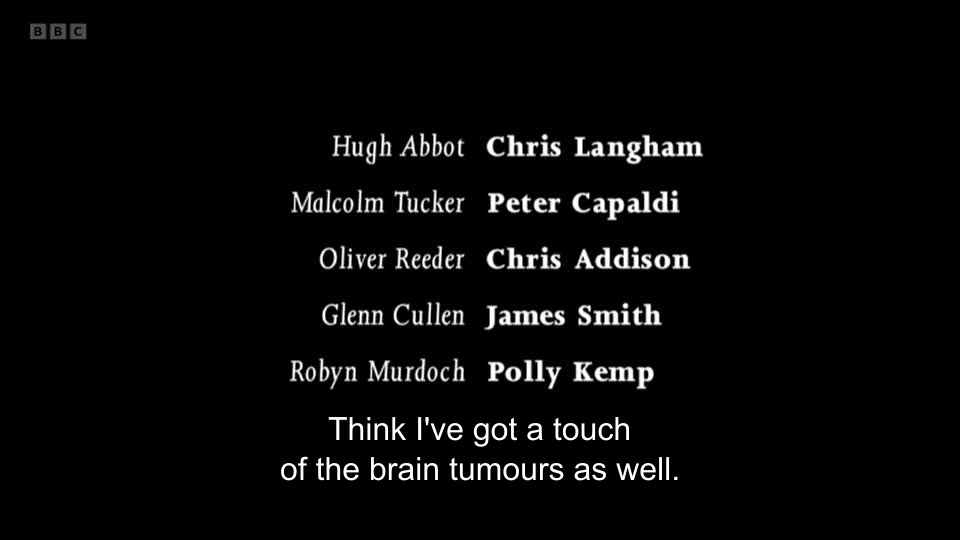 BBC
Hugh Abbot Chris Langham
Malcolm Tucker Peter Capaldi
Oliver Reeder Chris Addison
Glenn Cullen James Smith
Robyn Murdoch Polly Kemp
Think I've got a touch
of the brain tumours as well.